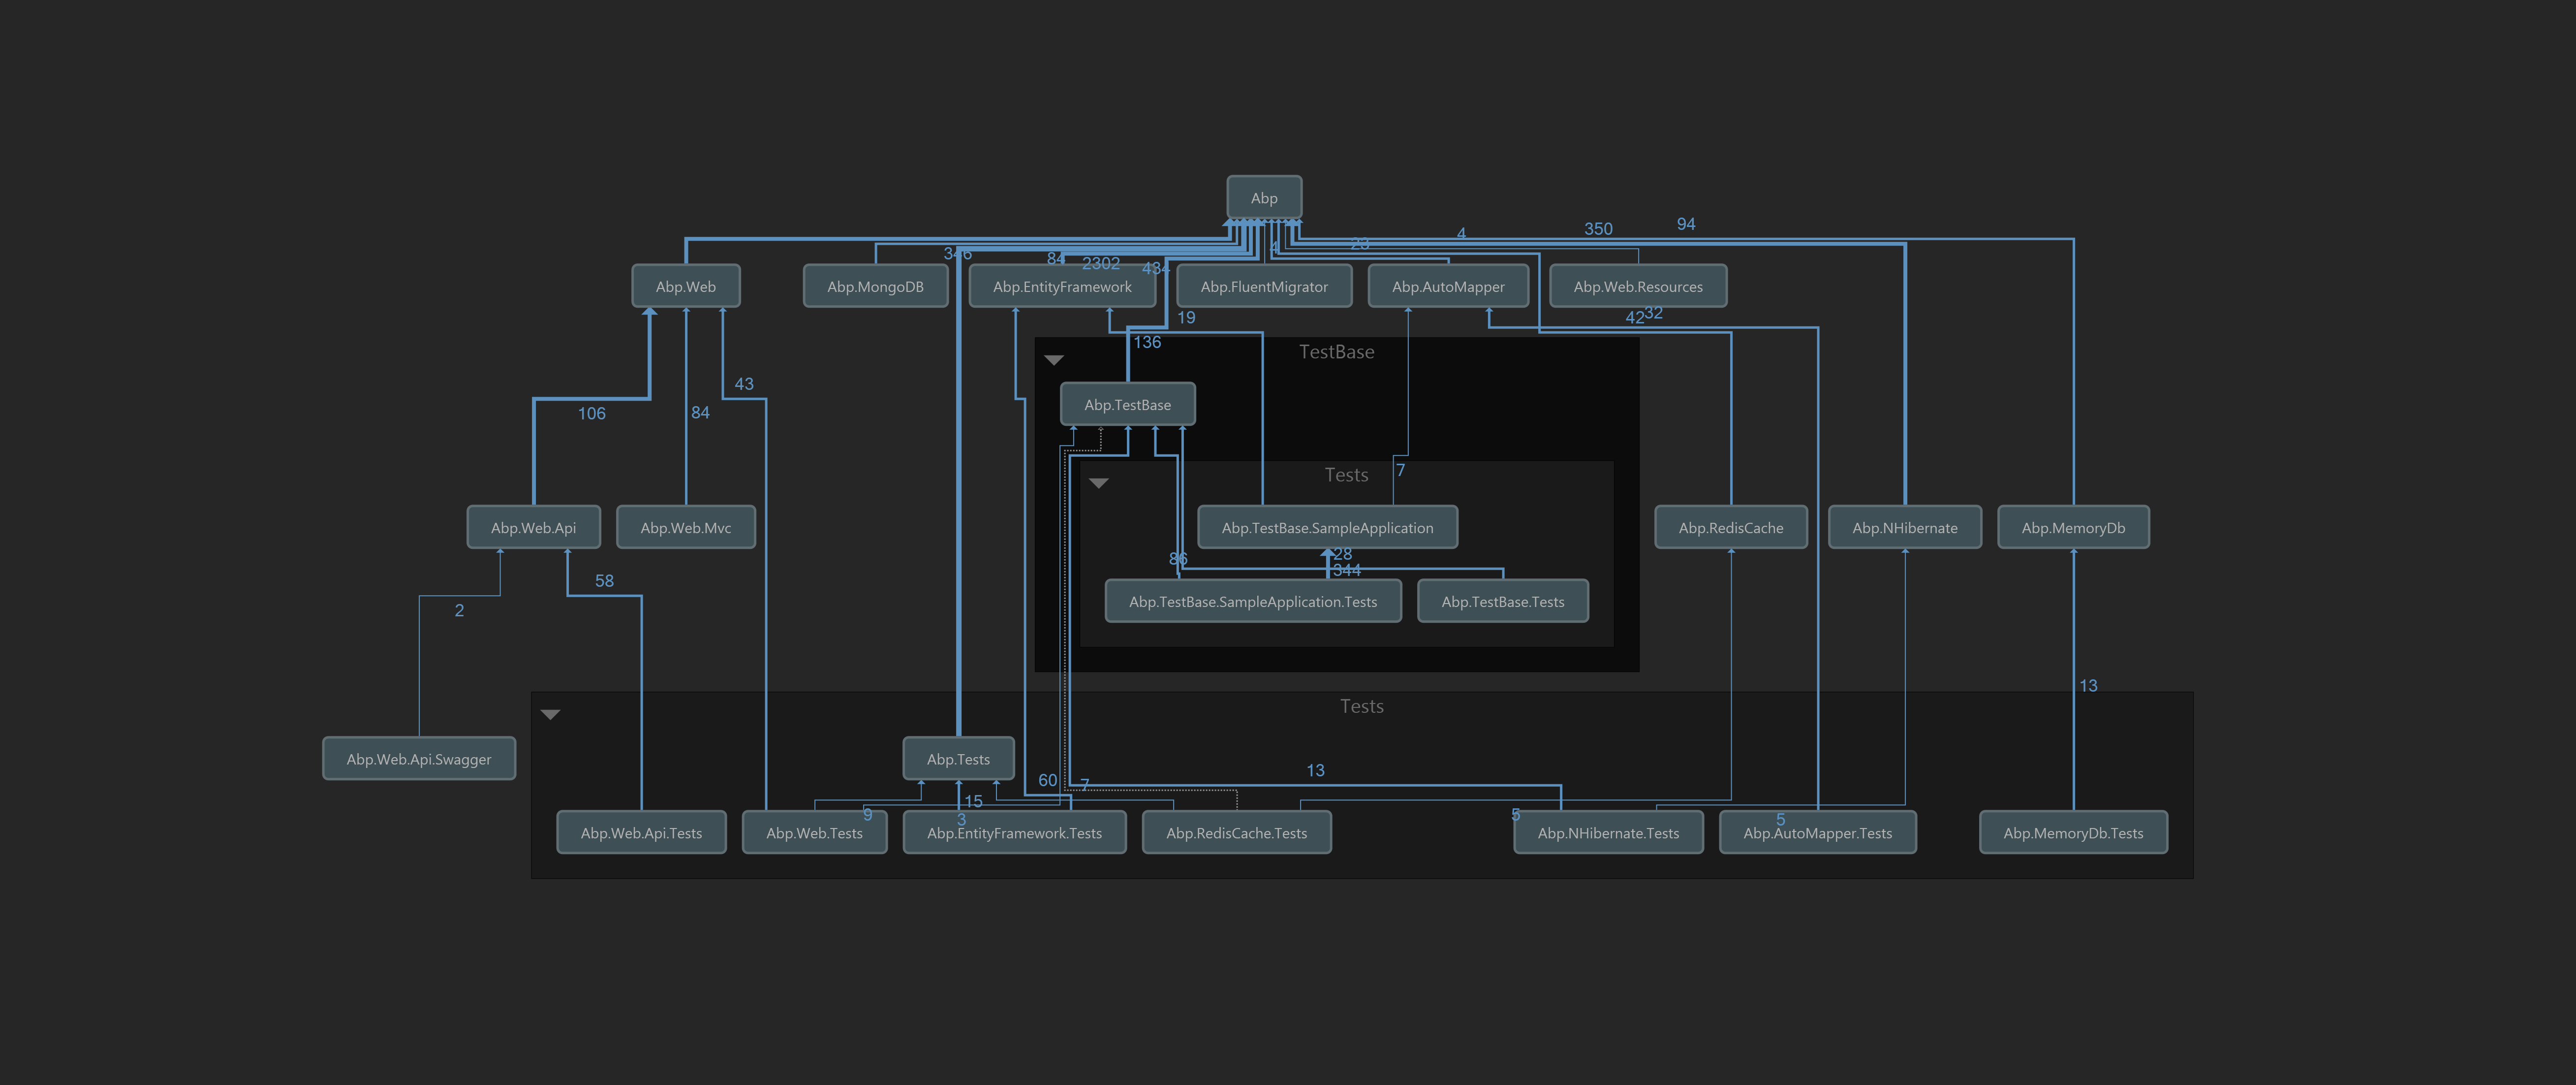 Abp
94
350
4
23
4
346
84
2302
434
Abp.Web
Abp.MongoDB
Abp.EntityFramework
Abp.FluentMigrator
Abp.AutoMapper
Abp.Web.Resources
19
42
32
136
TestBase
43
106
84
Abp.TestBase
7
Tests
Abp.Web.Api
Abp.Web.Mvc
Abp.TestBase.SampleApplication
Abp.RedisCache
Abp.NHibernate
Abp.MemoryDb
86
28
344
58
2
Abp.TestBase.SampleApplication.Tests
Abp.TestBase.Tests
13
Tests
Abp.Web.Api.Swagger
Abp.Tests
60
7
13
15
9
3
5
5
Abp.Web.Api.Tests
Abp.Web.Tests
Abp.EntityFramework.Tests
Abp.RedisCache.Tests
Abp.NHibernate.Tests
Abp.AutoMapper.Tests
Abp.MemoryDb.Tests